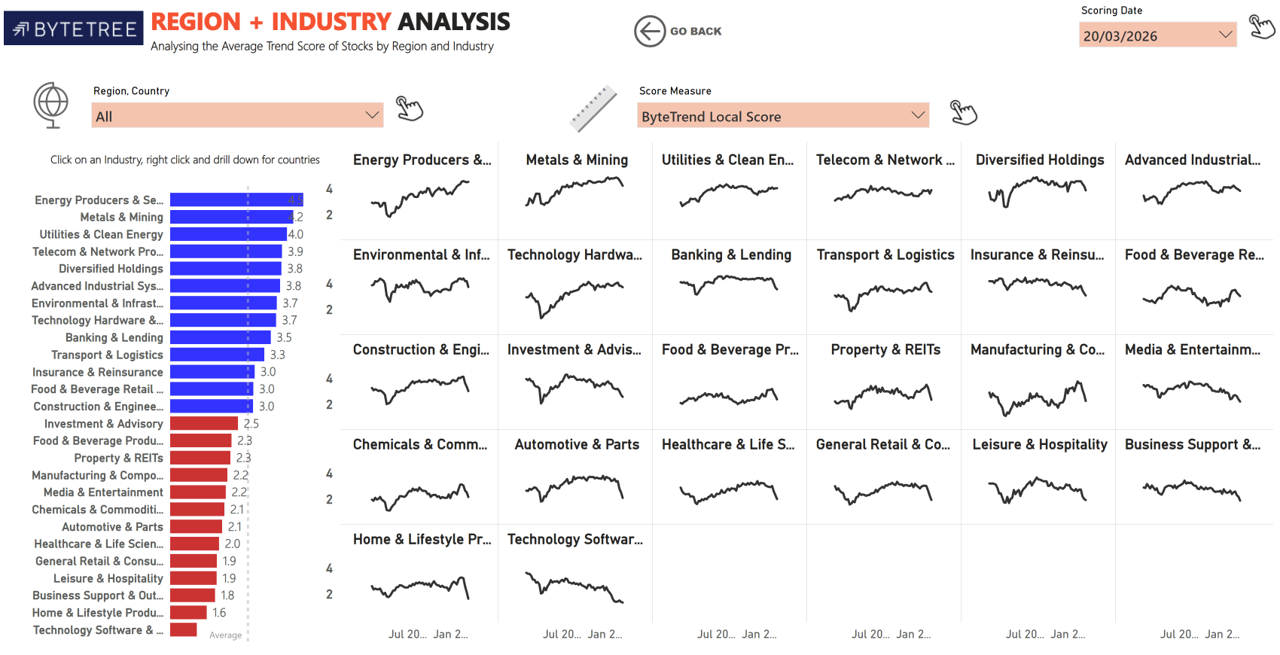 BYTETREE
REGION + INDUSTRY ANALYSIS
Analysing the Average Trend Score of Stocks by Region and Industry
GO BACK
Scoring Date
20/03/2026
Region, Country
All
Score Measure
ByteTrend Local Score
Click on an Industry, right click and drill down for countries
Energy Producers & Se...
Metals & Mining 4.2
Utilities & Clean Energy 4.0
Telecom & Network Pro... 3.9
Diversified Holdings 3.8
Advanced Industrial Sys... 3.8
Environmental & Infrast... 3.7
Technology Hardware &... 3.7
Banking & Lending 3.5
Transport & Logistics 3.3
Insurance & Reinsurance 3.0
Food & Beverage Retail ... 3.0
Construction & Enginee... 3.0
Investment & Advisory 2.5
Food & Beverage Produ... 2.3
Property & REITs 2.3
Manufacturing & Compo... 2.2
Media & Entertainment 2.2
Chemicals & Commoditi... 2.1
Automotive & Parts 2.1
Healthcare & Life Scien... 2.0
General Retail & Consu... 1.9
Leisure & Hospitality 1.9
Business Support & Out... 1.8
Home & Lifestyle Produ... 1.6
Technology Software & ...
Average
Energy Producers &... Metals & Mining Utilities & Clean En... Telecom & Network ... Diversified Holdings Advanced Industrial...
4
2
Environmental & Inf... Technology Hardwa... Banking & Lending Transport & Logistics Insurance & Reinsu... Food & Beverage Re...
4
2
Construction & Engi... Investment & Advis... Food & Beverage Pr... Property & REITs Manufacturing & Co... Media & Entertainm...
4
2
Chemicals & Comm... Automotive & Parts Healthcare & Life S... General Retail & Co... Leisure & Hospitality Business Support &...
4
2
Home & Lifestyle Pr... Technology Softwar...
4
2
Jul 20... Jan 2... Jul 20... Jan 2... Jul 20... Jan 2... Jul 20... Jan 2... Jul 20... Jan 2... Jul 20... Jan 2...